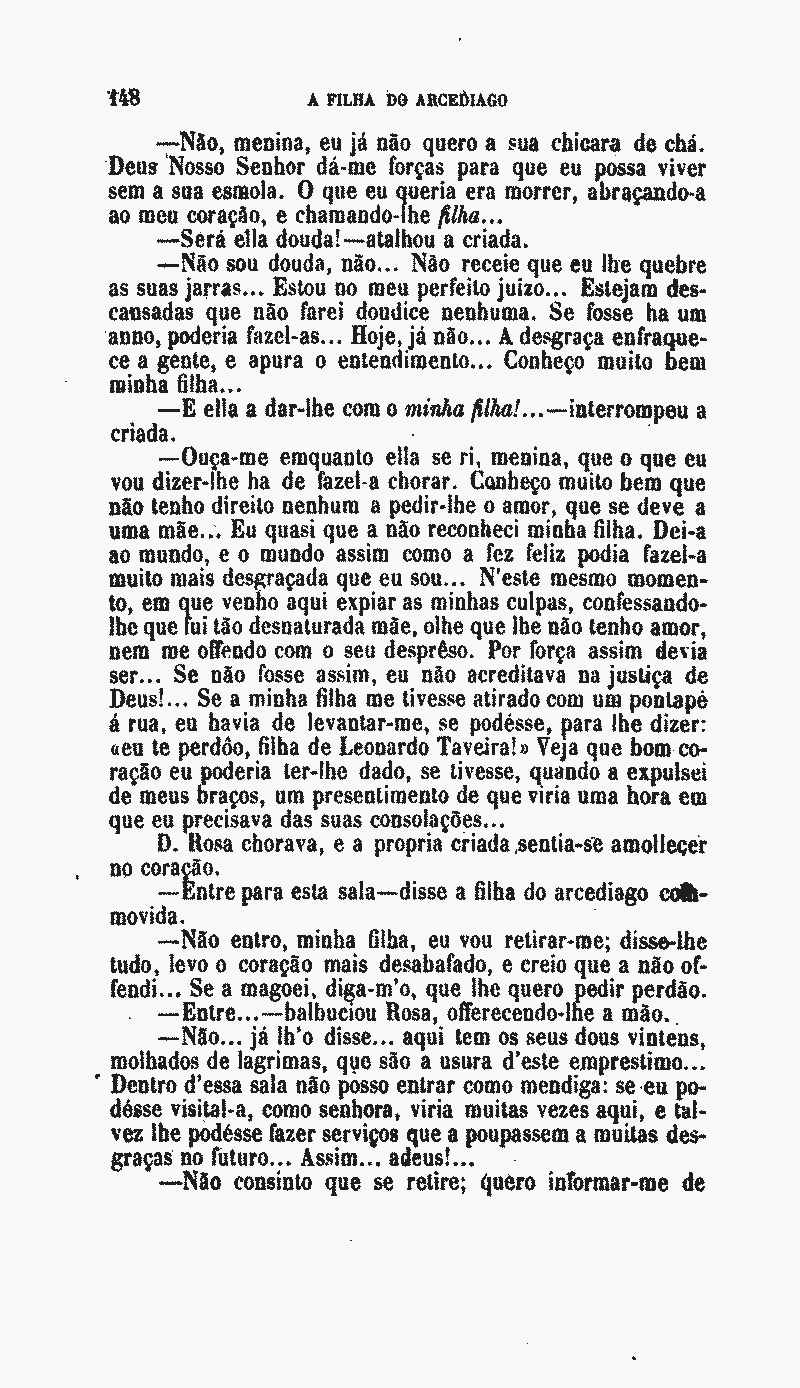 148 A FILHA DO ARCEDIAGO
—Não, menina, eu já não quero a sua chicara de chá.
Deus Nosso Senhor dá-me forças para que eu possa viver
sem a sua esmola. O que eu queria era morrer, abraçando-a
ao meu coração, e chamando-lhe filha...
—Será ella douda!—atalhou a criada.
—Não sou douda, não... Não receie que eu lhe quebre
as suas jarras... Estou no meu perfeito juizo... Estejam des-
cansadas que não farei doudice nenhuma. Se fosse ha um
anno, poderia fazel-as... Hoje, já não... A desgraça enfraque-
ce a gente, e apura o entendimento... Conheço muito bem
minha filha...
—E ella a dar-lhe com o minha filha!...—interrompeu a
criada.
—Ouça-me emquanto ella se ri, menina, que o que eu
vou dizer-lhe ha de fazel-a chorar. Conheço muito bem que
não tenho direito nenhum a pedir-lhe o amor, que se deve a
uma mãe... Eu quasi que a não reconheci minha filha. Dei-a
ao mundo, e o mundo assim como a fez feliz podia fazel-a
muito mais desgraçada que eu sou... N'este mesmo momen-
to, em que venho aqui expiar as minhas culpas, confessando-
lhe que fui tão desnaturada mãe, olhe que lhe não tenho amor,
nem me offendo com o seu desprêso. Por força assim devia
ser... Se não fosse assim, eu não acreditava na justiça de
Deus!... Se a minha filha me tivesse atirado com um pontapé
á rua, eu havia de levantar-me, se podésse, para lhe dizer:
«eu te perdôo, filha de Leonardo Taveira!» Veja que bom co-
ração eu poderia ter-lhe dado, se tivesse, quando a expulsei
de meus braços, um presentimento de que viria uma hora em
que eu precisava das suas consolações...
D. Rosa chorava, e a propria criada sentia-se amollecer
no coração.
—Entre para esta sala—disse a filha do arcediago com-
movida.
—Não entro, minha filha, eu vou retirar-me; disse-lhe
tudo, levo o coração mais desabafado, e creio que a não of-
fendi... Se a magoei, diga-m'o, que lhe quero pedir perdão.
—Entre...—balbuciou Rosa, offerecendo-lhe a mão.
—Não... já lh'o disse... aqui tem os seus dous vintens,
molhados de lagrimas, que são a usura d'este emprestimo...
Dentro d'essa sala não posso entrar como mendiga: se eu po-
désse visital-a, como senhora, viria muitas vezes aqui, e tal-
vez lhe podésse fazer serviços que a poupassem a muitas des-
graças no futuro... Assim... adeus!...
—Não consinto que se retire; quero informar-me de